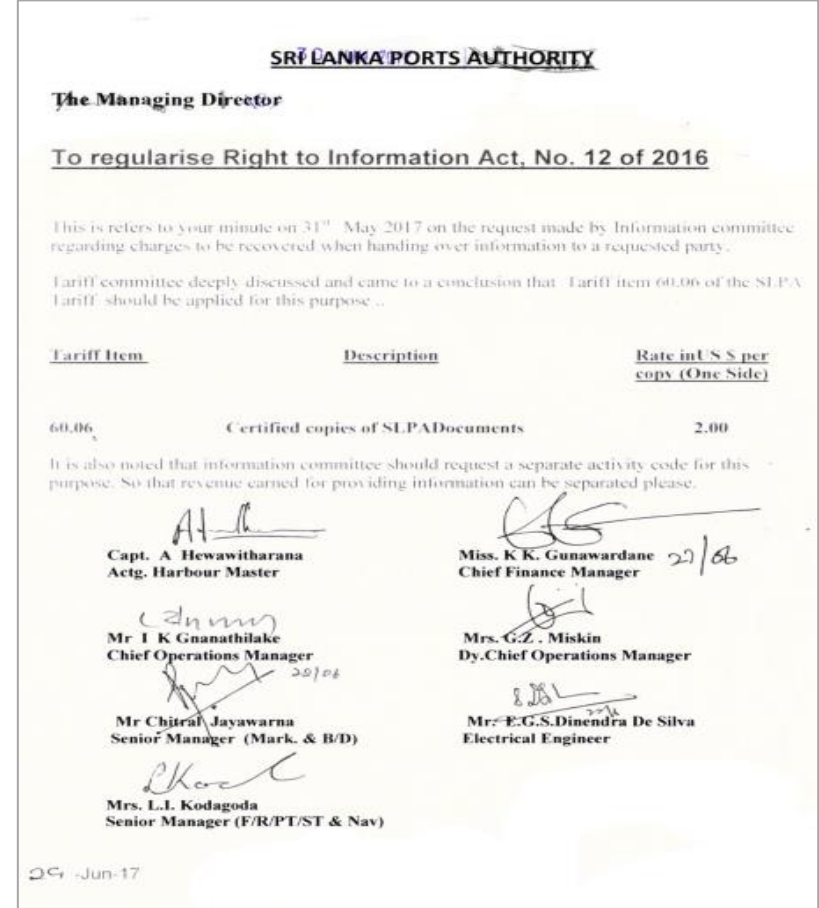 SRI LANKA PORTS AUTHORITY
The Managing Director
To regularise Right to Information Act, No. 12 of 2016
This is refers to your minute on 31st May 2017 on the request made by Information committee
regarding charges to be recovered when handing over information to a requested party.
Tariff committee deeply discussed and came to a conclusion that Tariff item 60.06 of the SLPA
Tariff should be applied for this purpose ..
Tariff Item Description Rate in US $ per
copy (One Side)
60.06 Certified copies of SLPADocuments 2.00
It is also noted that information committee should request a separate activity code for this
purpose. So that revenue earned for providing information can be separated please.
Capt. A Hewawitharana Miss. K K. Gunawardane 27/06
Actg. Harbour Master Chief Finance Manager
Mr I K Gnanathilake Mrs. G.Z . Miskin
Chief Operations Manager Dy.Chief Operations Manager
28/06
Mr Chitral Jayawarna Mr. E.G.S.Dinendra De Silva
Senior Manager (Mark. & B/D) Electrical Engineer
Mrs. L.I. Kodagoda
Senior Manager (F/R/PT/ST & Nav)
29 -Jun-17